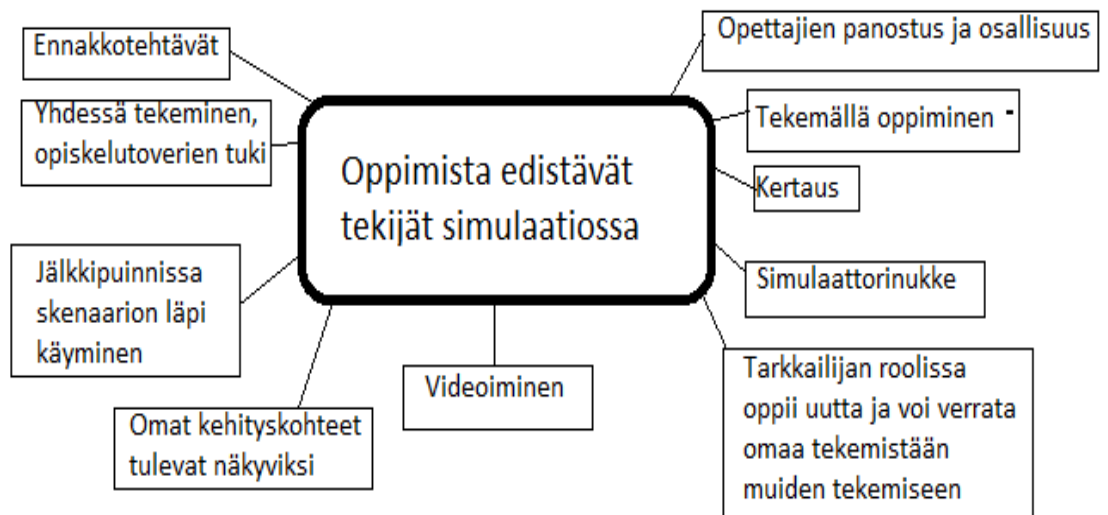 Ennakkotehtävät
Opettajien panostus ja osallisuus
Yhdessä tekeminen,
opiskelutoverien tuki
Tekemällä oppiminen -
Oppimista edistävät
tekijät simulaatiossa
Kertaus
Jälkkipuinnissa
skenaarion läpi
käyminen
Simulaattorinukke
Videoiminen
Tarkkailijan roolissa
oppii uutta ja voi verrata
omaa tekemistään
muiden tekemiseen
Omat kehityskohteet
tulevat näkyviksi